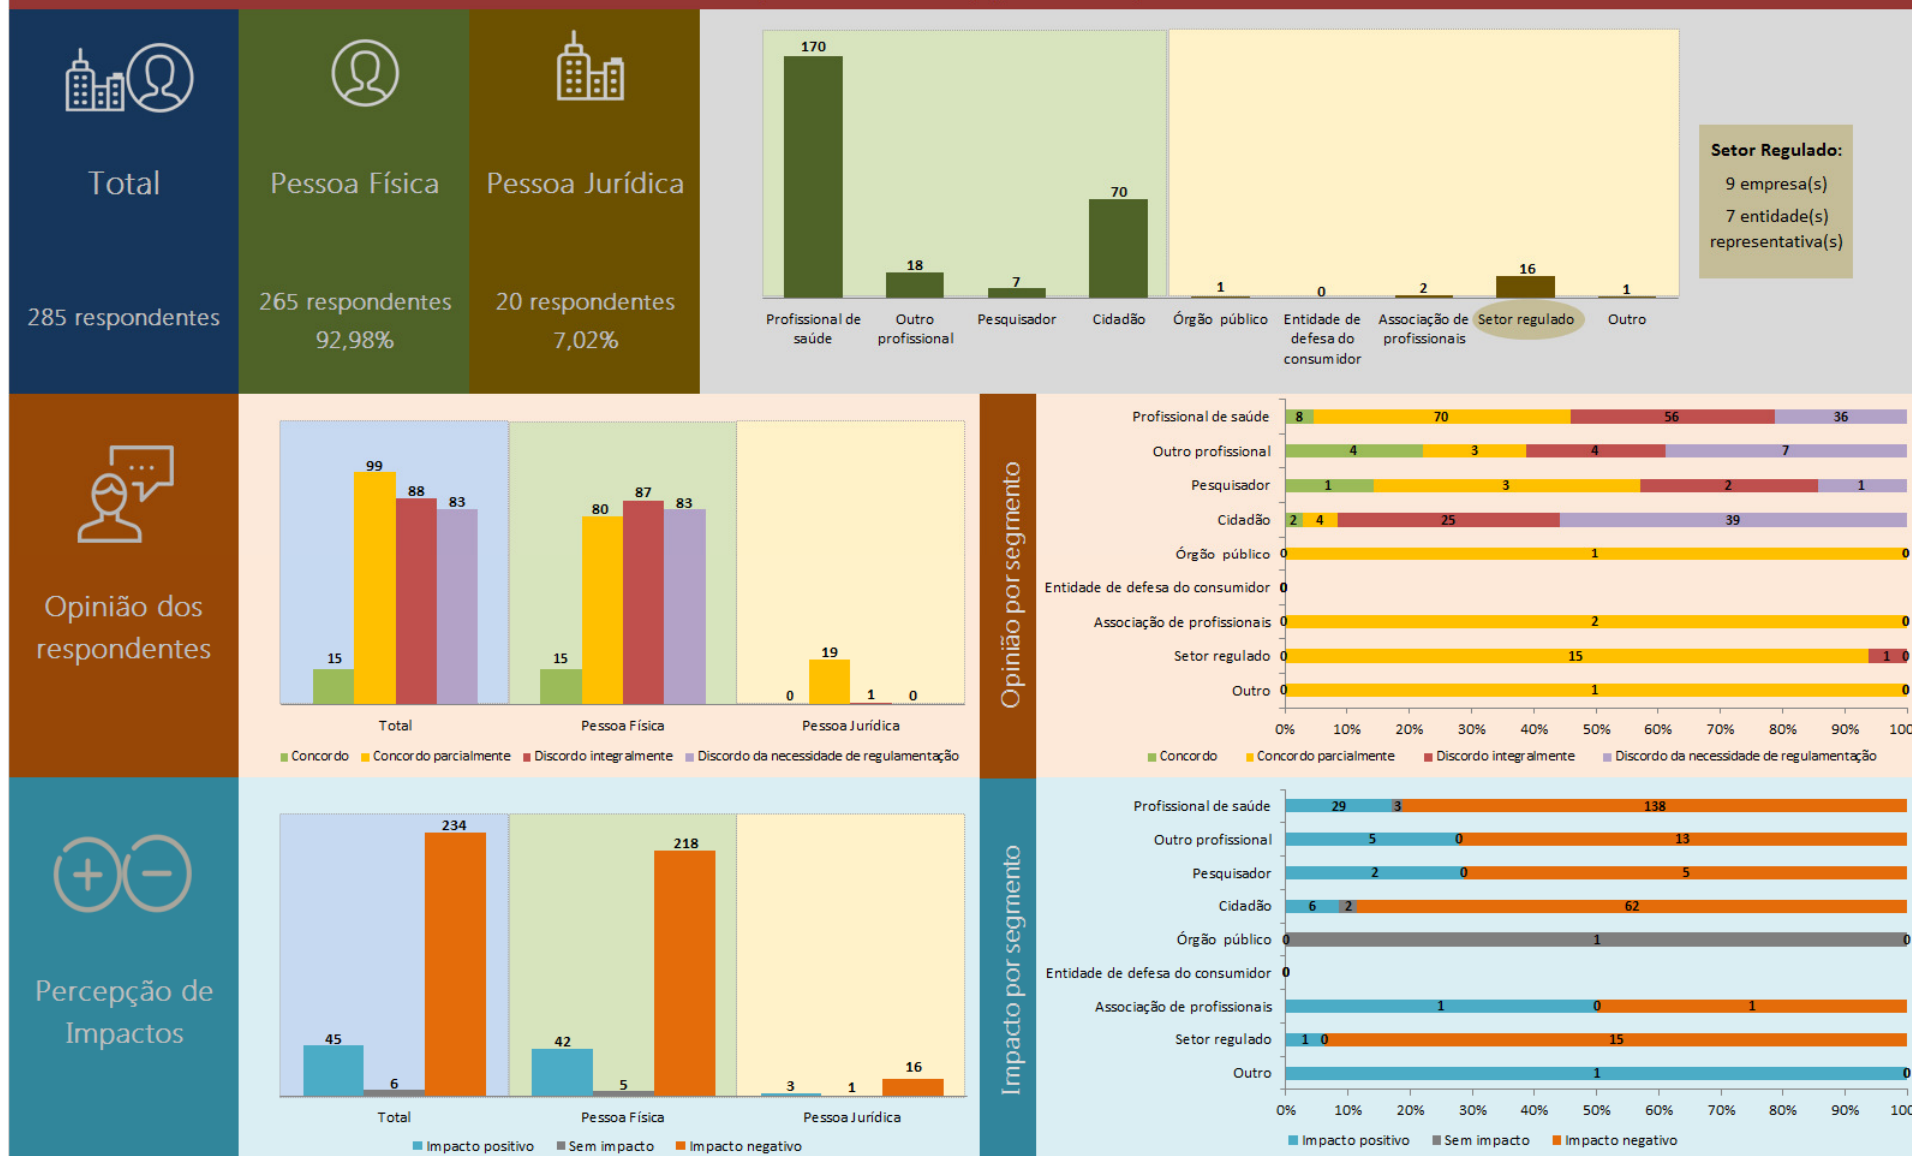 Total
285 respondentes
Pessoa Física
265 respondentes
92,98%
Pessoa Jurídica
20 respondentes
7,02%
170
18
7
70
1
0
2
16
1
Profissional de
saúde
Outro
profissional
Pesquisador
Cidadão
Órgão público
Entidade de
defesa do
consumidor
Associação de
profissionais
Setor regulado
Outro
Setor Regulado:
9 empresa(s)
7 entidade(s)
representativa(s)
Opinião dos
respondentes
15
99
88
83
15
80
87
83
0
19
1
0
Total
Pessoa Física
Pessoa Jurídica
Concordo
Concordo parcialmente
Discordo integralmente
Discordo da necessidade de regulamentação
Opinião por segmento
Profissional de saúde 8 70 56 36
Outro profissional 4 3 4 7
Pesquisador 1 3 2 1
Cidadão 2 4 25 39
Órgão público 0 1 0
Entidade de defesa do consumidor 0
Associação de profissionais 0 2 0
Setor regulado 0 15 1 0
Outro 0 1 0
0% 10% 20% 30% 40% 50% 60% 70% 80% 90% 100
Concordo
Concordo parcialmente
Discordo integralmente
Discordo da necessidade de regulamentação
Percepção de
Impactos
45
6
234
42
5
218
3
1
16
Total
Pessoa Física
Pessoa Jurídica
Impacto positivo
Sem impacto
Impacto negativo
Impacto por segmento
Profissional de saúde 29 3 138
Outro profissional 5 0 13
Pesquisador 2 0 5
Cidadão 6 2 62
Órgão público 0 1 0
Entidade de defesa do consumidor 0
Associação de profissionais 1 0 1
Setor regulado 1 0 15
Outro 1 0
0% 10% 20% 30% 40% 50% 60% 70% 80% 90% 100
Impacto positivo
Sem impacto
Impacto negativo